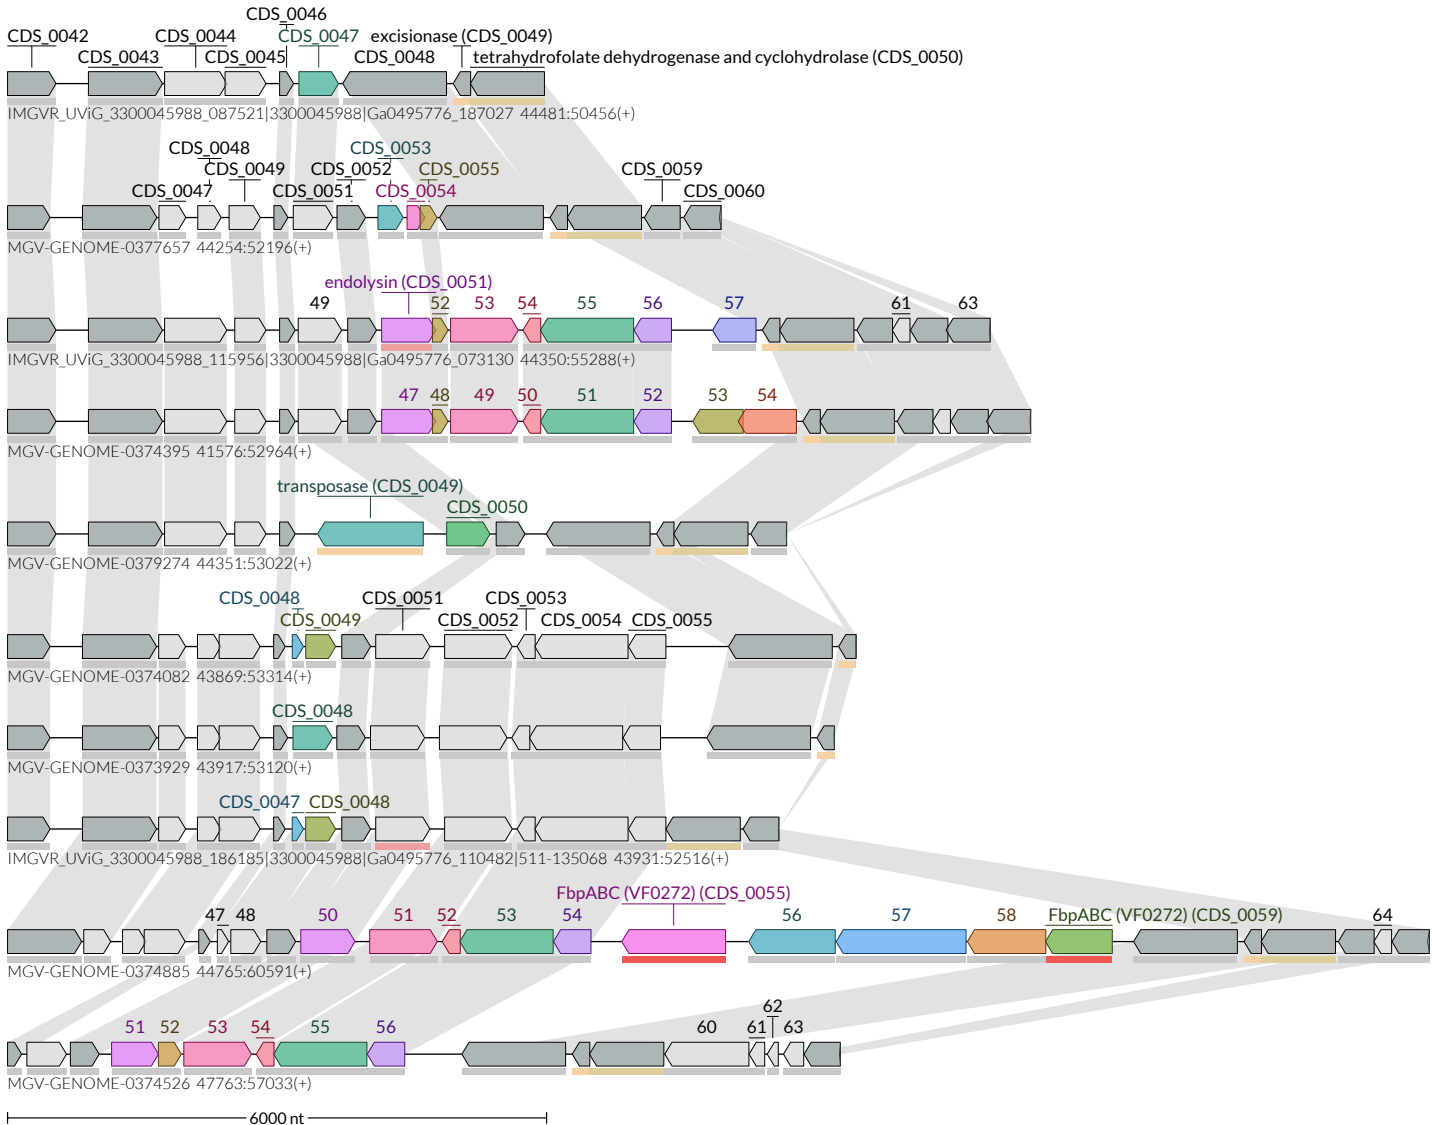 CDS_0046
CDS_0042 CDS_0044 CDS_0047 excisionase (CDS_0049)
CDS_0043 CDS_0045 CDS_0048 tetrahydrofolate dehydrogenase and cyclohydrolase (CDS_0050)
IMGVR_UViG_3300045988_087521|3300045988|Ga0495776_187027 44481:50456(+)
CDS_0048 CDS_0053
CDS_0049 CDS_0052 CDS_0055 CDS_0059
CDS_0047 CDS_0051 CDS_0054 CDS_0060
MGV-GENOME-0377657 44254:52196(+)
endolysin (CDS_0051)
49 52 53 54 55 56 57 61 63
IMGVR_UViG_3300045988_115956|3300045988|Ga0495776_073130 44350:55288(+)
47 48 49 50 51 52 53 54
MGV-GENOME-0374395 41576:52964(+)
transposase (CDS_0049)
CDS_0050
MGV-GENOME-0379274 44351:53022(+)
CDS_0048 CDS_0051 CDS_0053
CDS_0049 CDS_0052 CDS_0054 CDS_0055
MGV-GENOME-0374082 43869:53314(+)
CDS_0048
MGV-GENOME-0373929 43917:53120(+)
CDS_0047 CDS_0048
IMGVR_UViG_3300045988_186185|3300045988|Ga0495776_110482|511-135068 43931:52516(+)
FbpABC (VF0272) (CDS_0055)
47 48 50 51 52 53 54 56 57 58 FbpABC (VF0272) (CDS_0059) 64
MGV-GENOME-0374885 44765:60591(+)
62
51 52 53 54 55 56 60 61 63
MGV-GENOME-0374526 47763:57033(+)
6000 nt